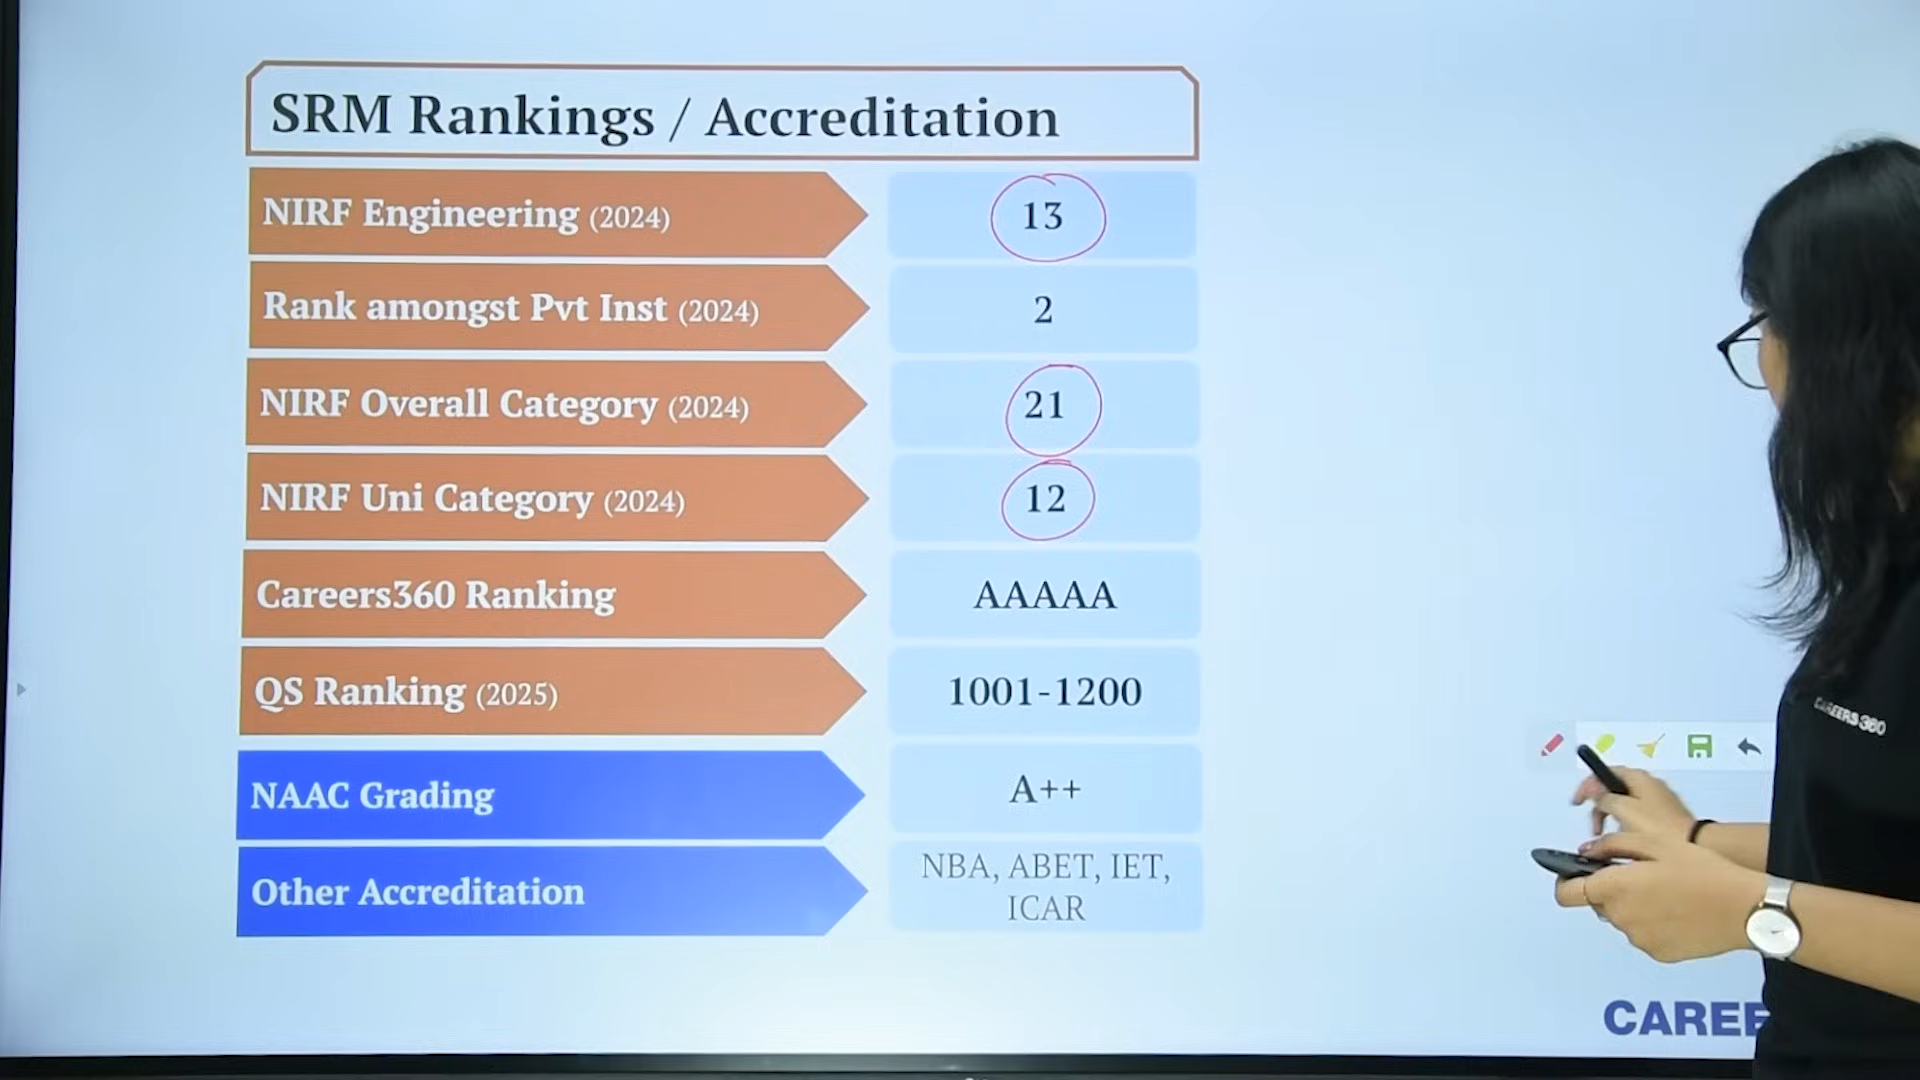 SRM Rankings / Accreditation
NIRF Engineering (2024)
13
Rank amongst Pvt Inst (2024)
2
NIRF Overall Category (2024)
21
NIRF Uni Category (2024)
12
Careers360 Ranking
AAAAA
QS Ranking (2025)
1001-1200
NAAC Grading
A++
Other Accreditation
NBA, ABET, IET,
ICAR
CAREERS 360
CAREE